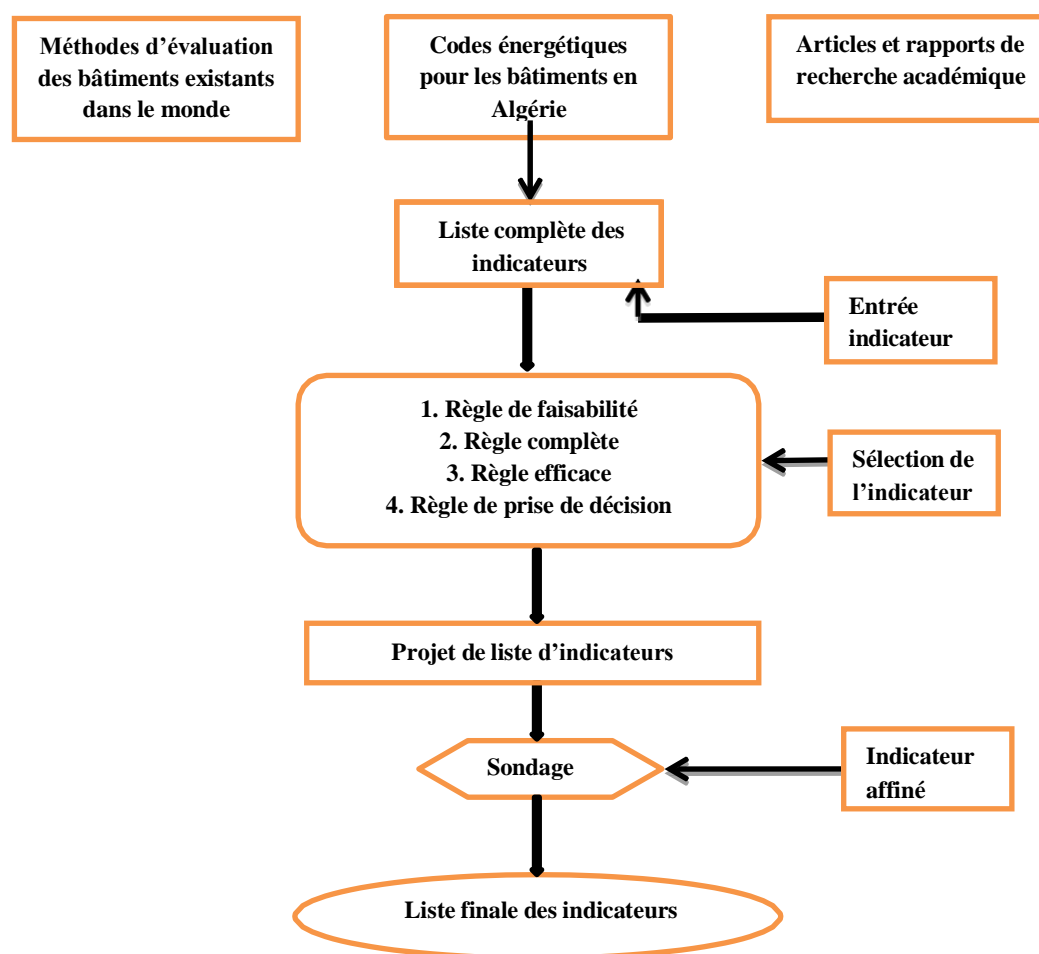 Méthodes d’évaluation
des bâtiments existants
dans le monde
Codes énergétiques
pour les bâtiments en
Algérie
Articles et rapports de
recherche académique
Liste complète des
indicateurs
Entrée
indicateur
1. Règle de faisabilité
2. Règle complète
3. Règle efficace
4. Règle de prise de décision
Sélection de
l’indicateur
Projet de liste d’indicateurs
Sondage
Indicateur
affiné
Liste finale des indicateurs